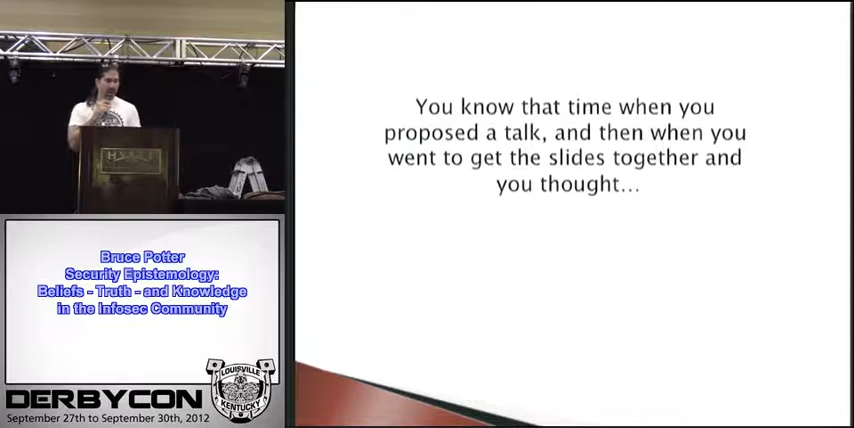 HYATT
Bruce Potter
Security Epistemology:
Beliefs - Truth - and Knowledge
in the Infosec Community
LOUISVILLE
KENTUCKY
DERBYCON
September 27th to September 30th, 2012
You know that time when you
proposed a talk, and then when you
went to get the slides together and
you thought...